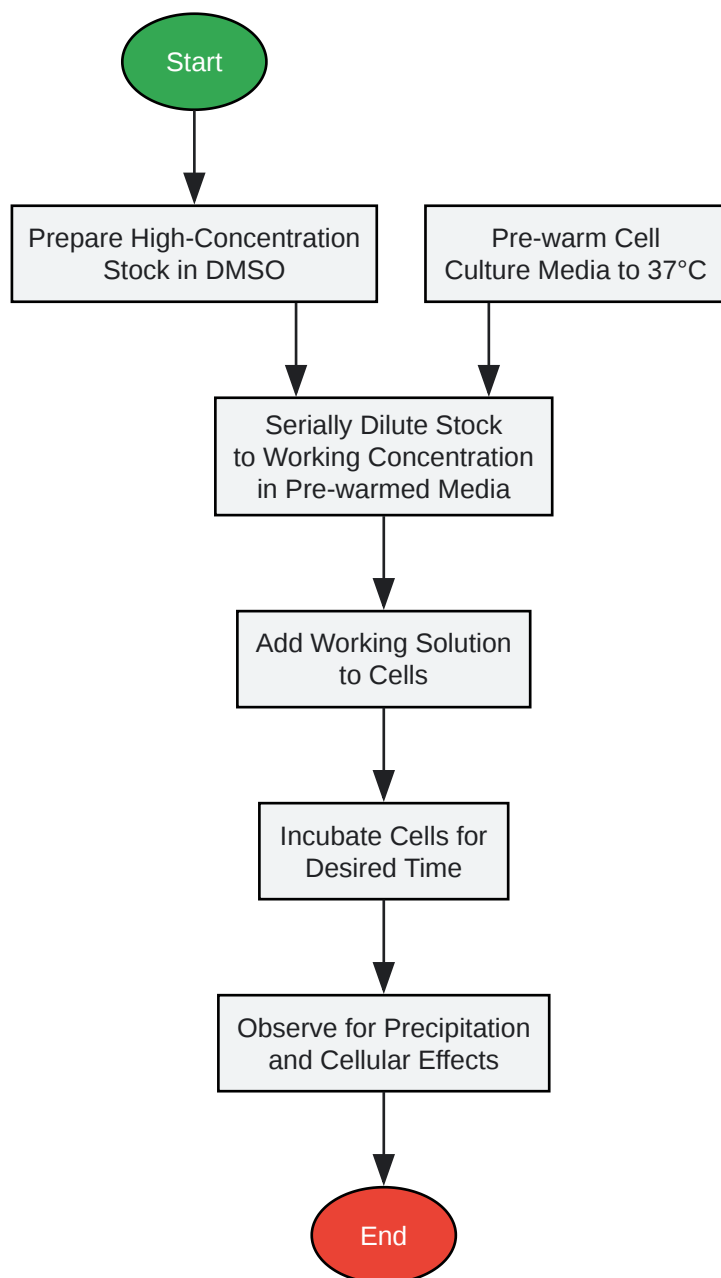 Start
Prepare High-Concentration
Stock in DMSO
Pre-warm Cell
Culture Media to 37°C
Serially Dilute Stock
to Working Concentration
in Pre-warmed Media
Add Working Solution
to Cells
Incubate Cells for
Desired Time
Observe for Precipitation
and Cellular Effects
End